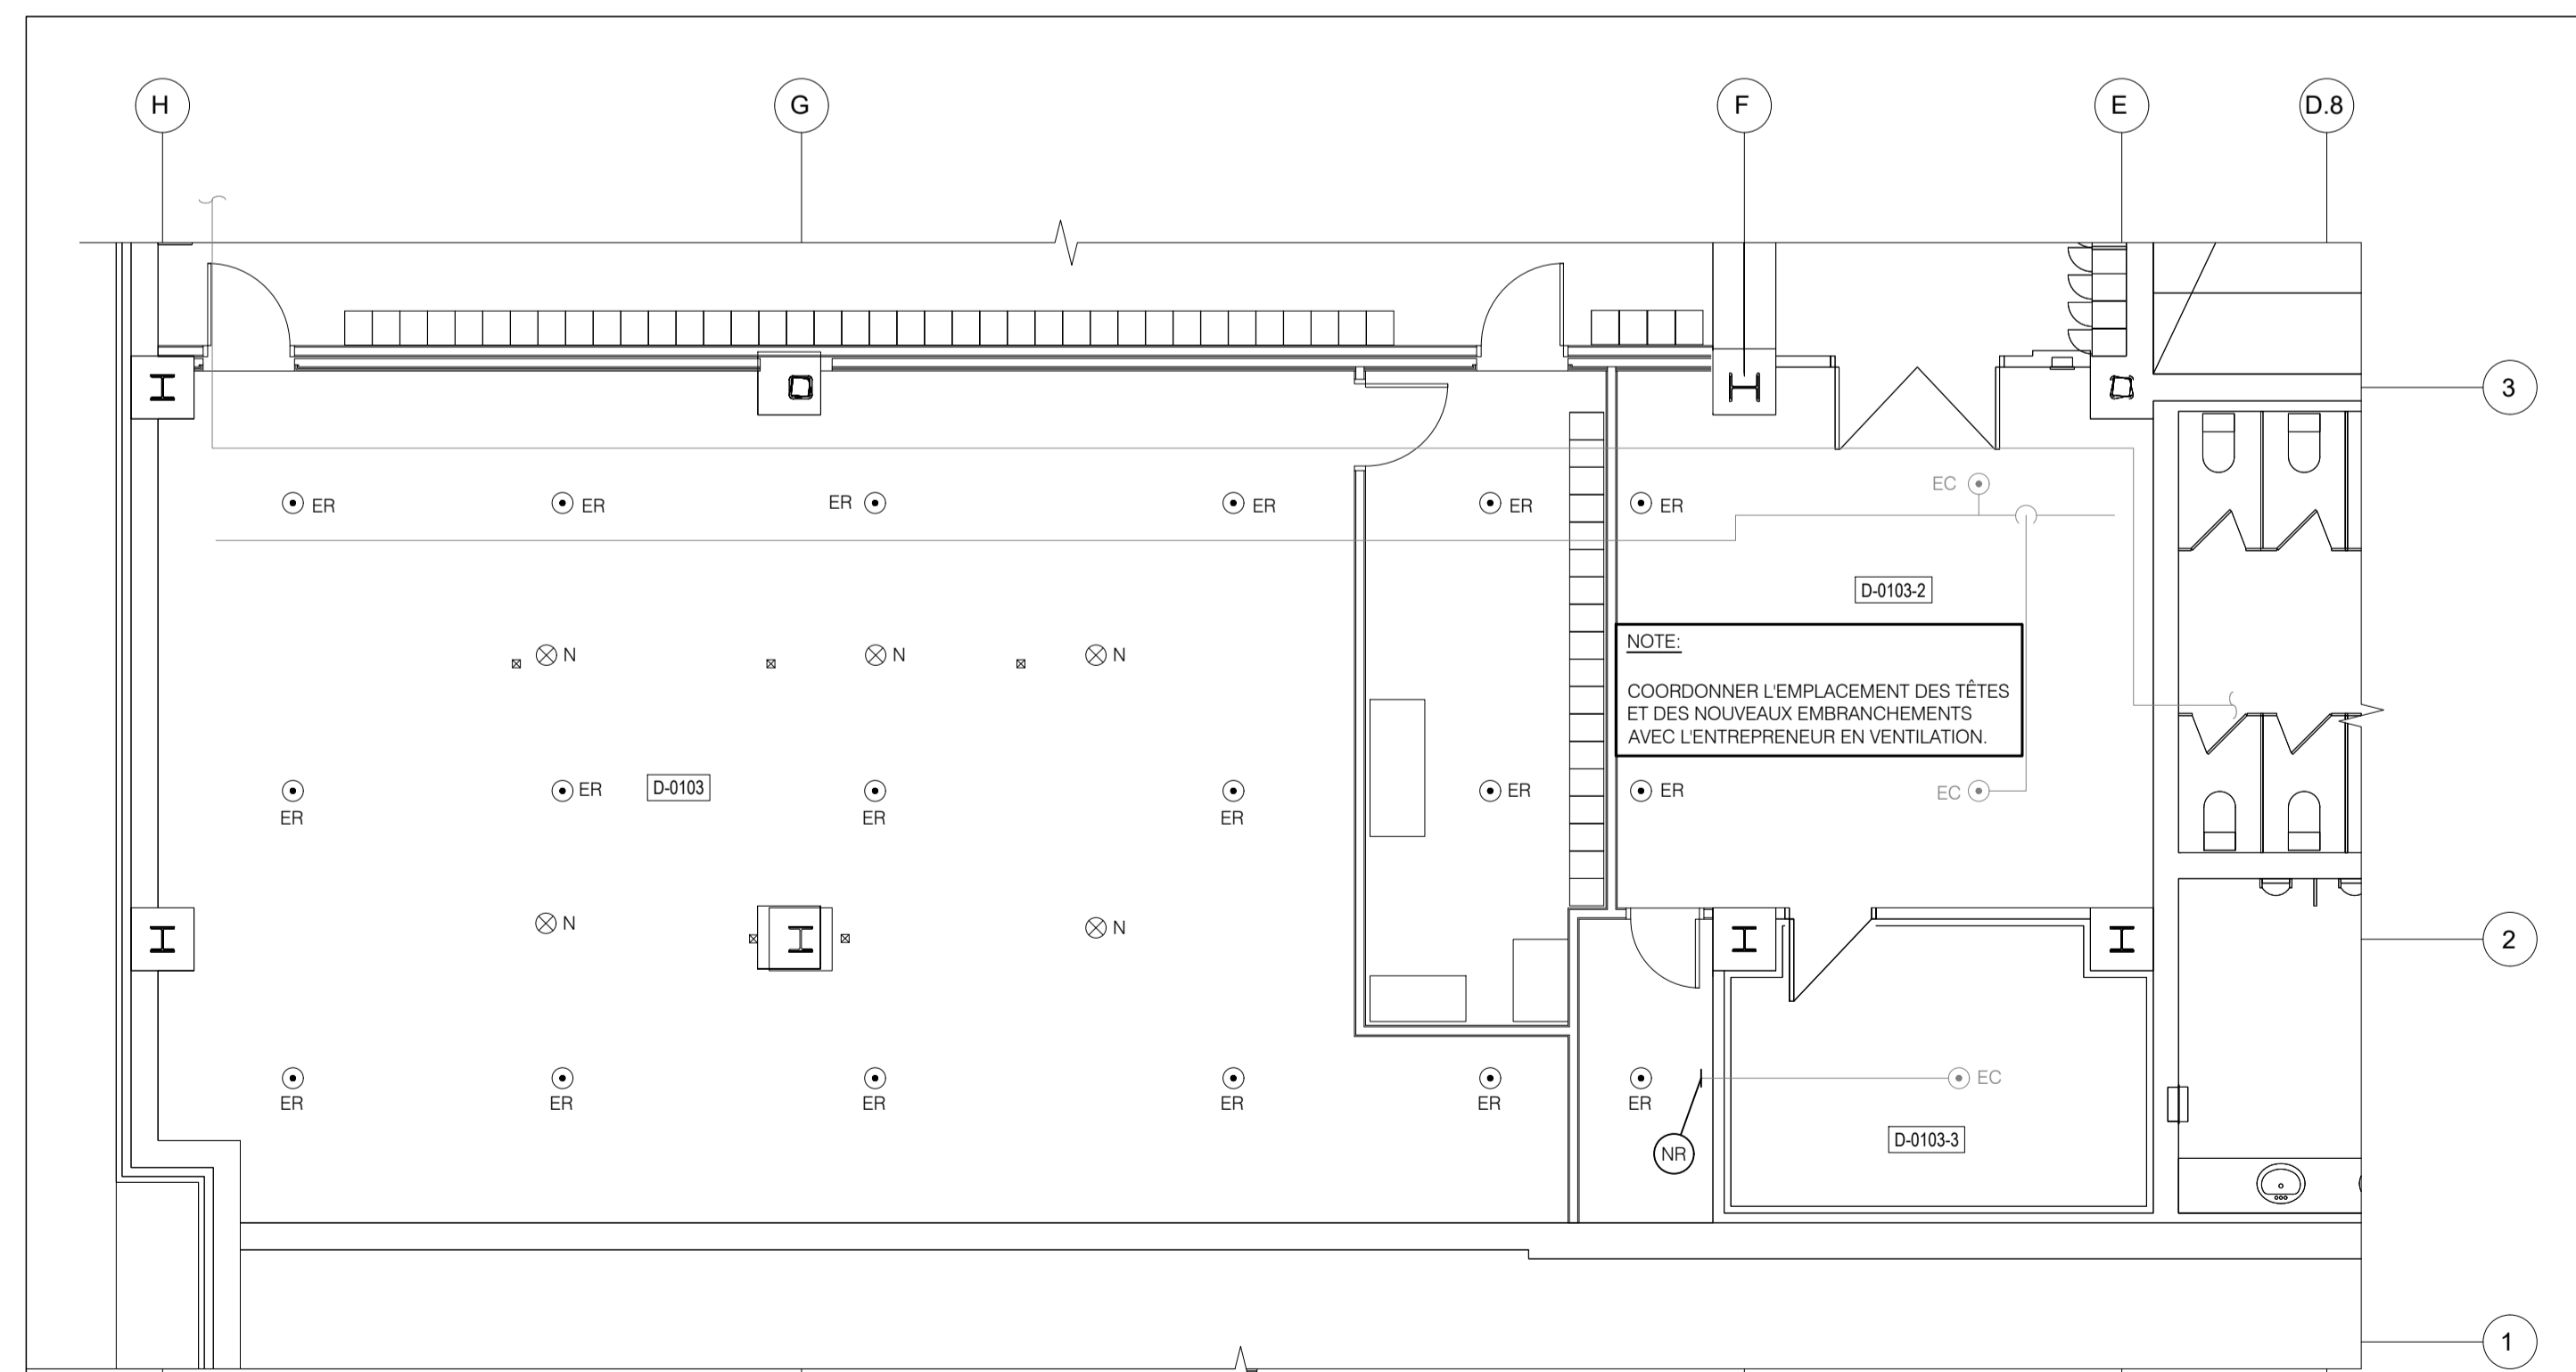 H
G
F
E
D.8
3
EC
ER
ER
ER
ER
ER
ER
D-0103-2
NOTE:
COORDONNER L'EMPLACEMENT DES TÊTES
ET DES NOUVEAUX EMBRANCHEMENTS
AVEC L'ENTREPRENEUR EN VENTILATION.
N
N
N
D-0103
ER
ER
ER
EC
ER
ER
ER
N
N
2
EC
ER
ER
ER
ER
ER
ER
D-0103-3
NR
1